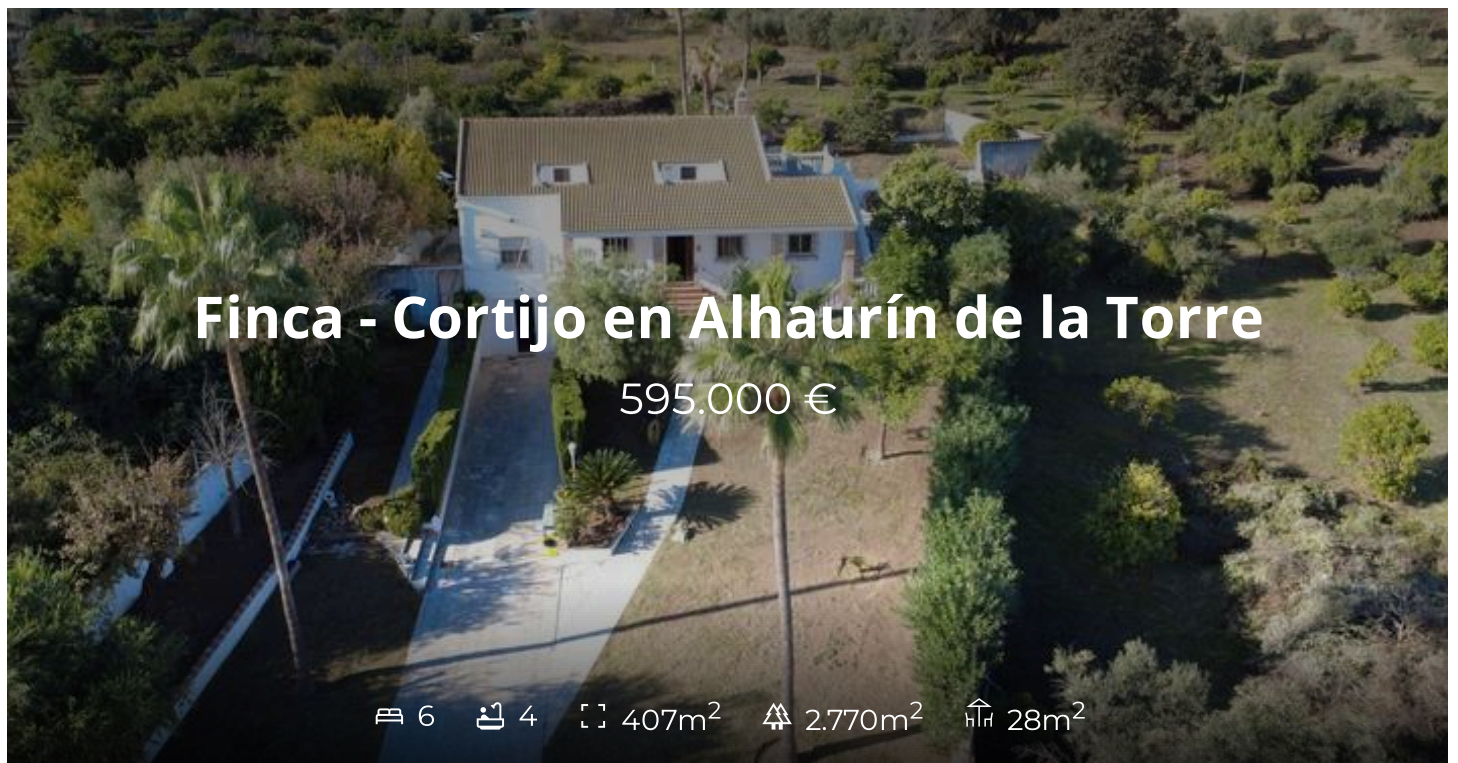 Finca - Cortijo en Alhaurín de la Torre
595.000 €
6 4 407m² 2.770m² 28m²